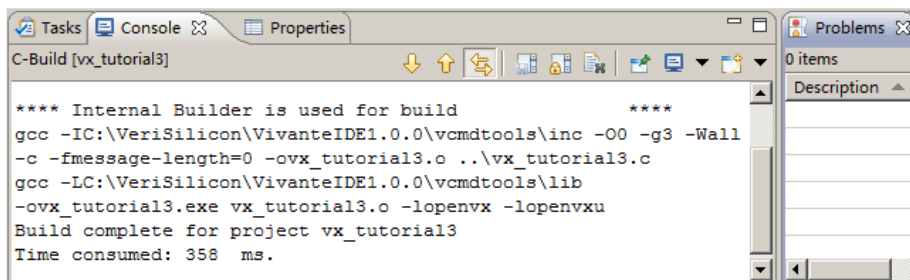 Tasks Console Properties
C-Build [vx_tutorial3]
**** Internal Builder is used for build ****
gcc -IC:\VeriSilicon\VivanteIDE1.0.0\vcmdtools\inc -O0 -g3 -Wall
-c -fmessage-length=0 -ovx_tutorial3.o ..\vx_tutorial3.c
gcc -LC:\VeriSilicon\VivanteIDE1.0.0\vcmdtools\lib
-ovx_tutorial3.exe vx_tutorial3.o -lopenvx -lopenvxu
Build complete for project vx_tutorial3
Time consumed: 358 ms.
Problems
0 items
Description